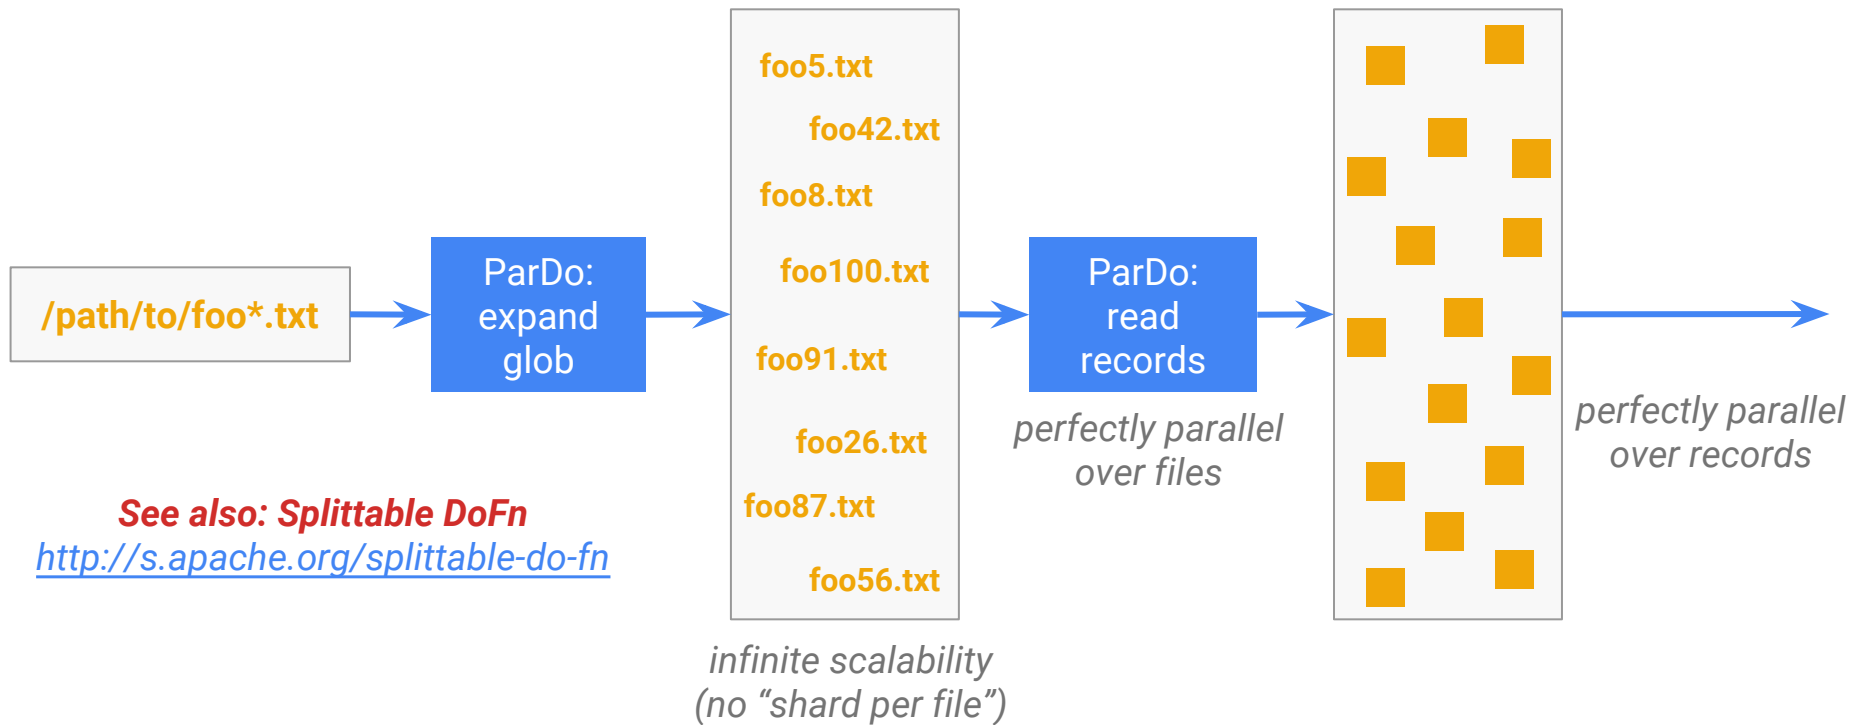 /path/to/foo*.txt
ParDo:
expand
glob
foo5.txt
foo42.txt
foo8.txt
foo100.txt
foo91.txt
foo26.txt
foo87.txt
foo56.txt
infinite scalability
(no “shard per file”)
ParDo:
read
records
perfectly parallel
over files
perfectly parallel
over records
See also: Splittable DoFn
http://s.apache.org/splittable-do-fn